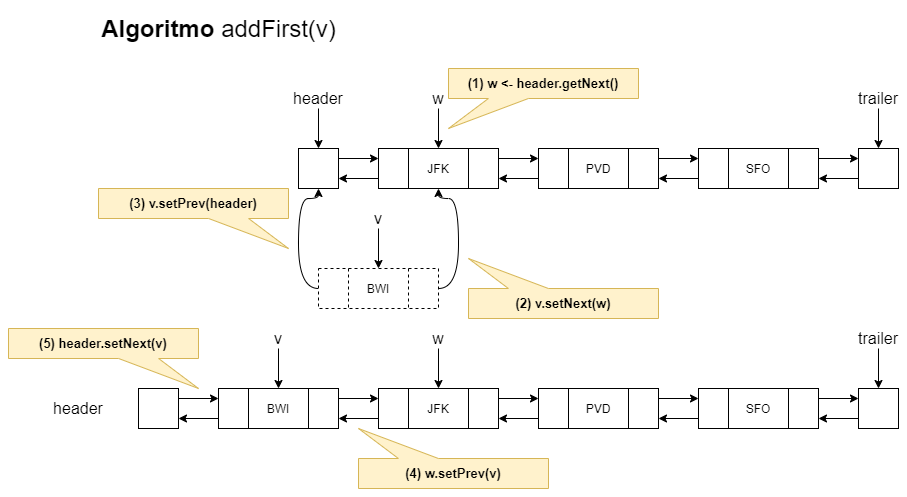 Algoritmo addFirst(v)
(1) w <- header.getNext()
header
w
trailer
JFK
PVD
SFO
(3) v.setPrev(header)
v
BWI
(2) v.setNext(w)
(5) header.setNext(v)
v
w
trailer
header
BWI
JFK
PVD
SFO
(4) w.setPrev(v)